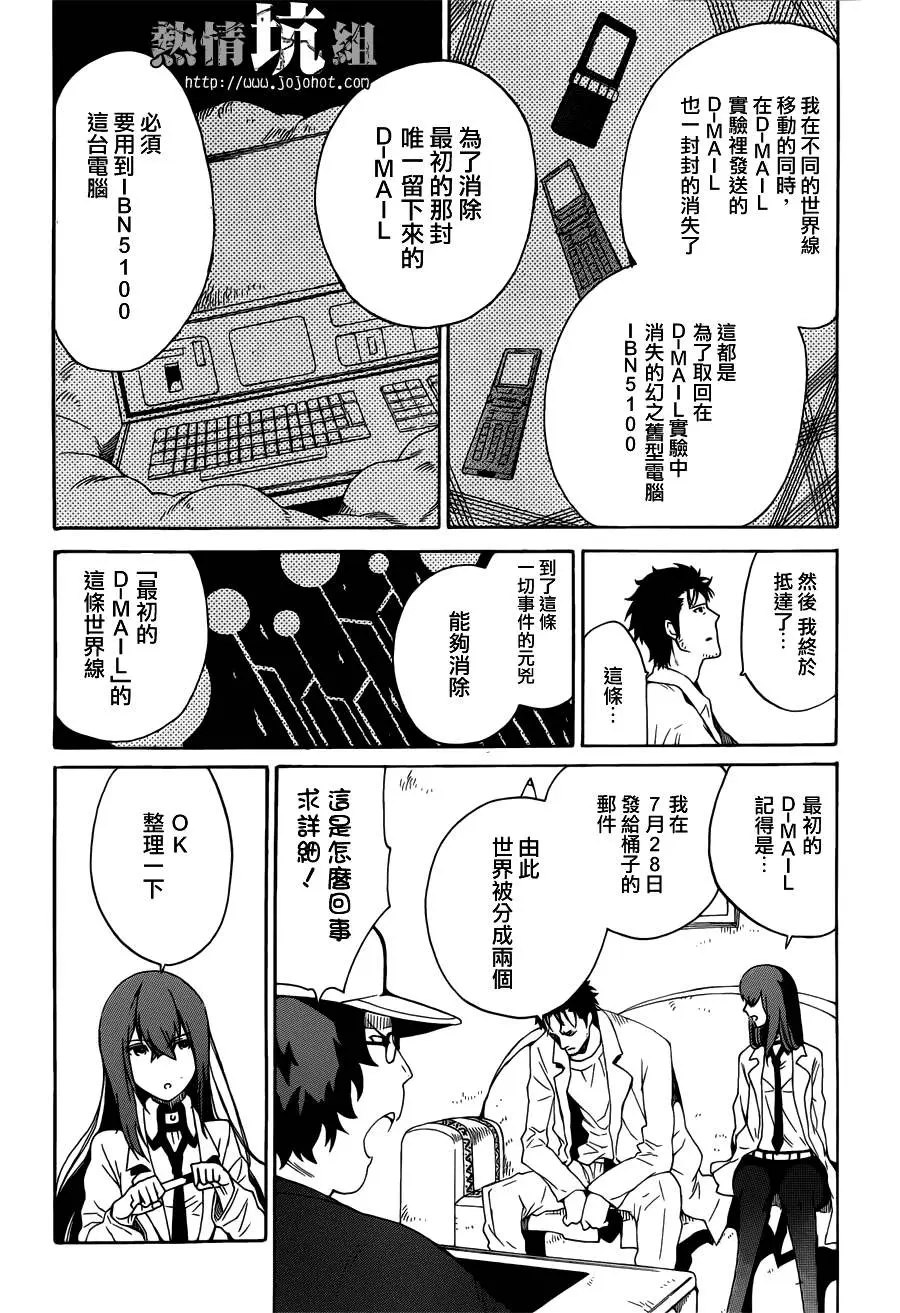 熱情坑組
http://www.jojohot.com
我在不同的世界線
移動的同時，
在D-MAIL
實驗裡發送的
D-MAIL
也一封封的消失了
這都是
為了取回在
D-MAIL實驗中
消失的幻之舊型電腦
IBN5100
為了消除
最初的那封
唯一留下來的
D-MAIL
必須
要用到IBN5100
這台電腦
然後 我終於
抵達了…
這條…
到了這條
一切事件的元兇
能夠消除
「最初的
D-MAIL」的
這條世界線
最初的
D-MAIL
記得是…
我在
7月28日
發給桶子的
郵件
由此
世界被分成兩個
這是怎麼回事
求詳細！
OK
整理一下